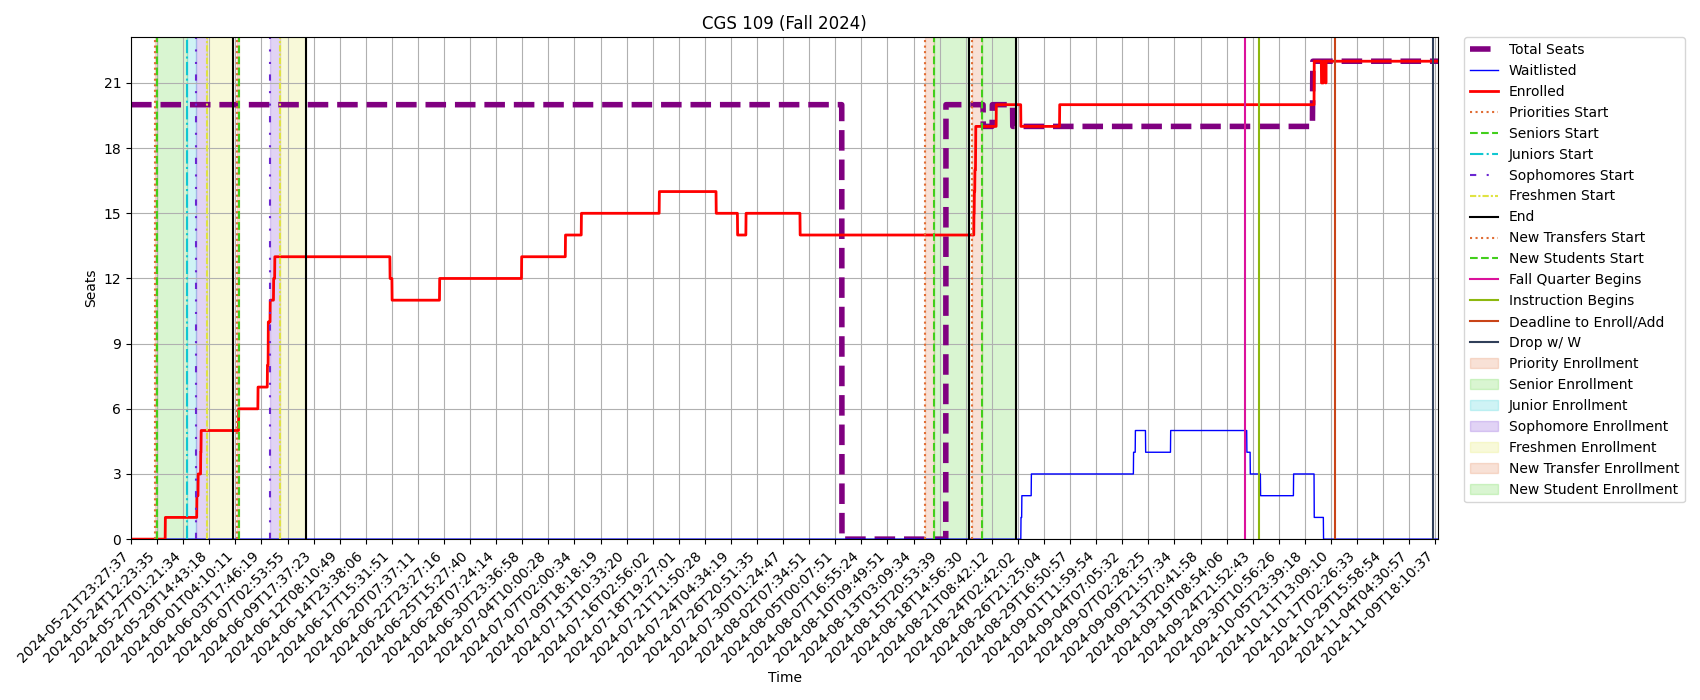 CGS 109 (Fall 2024)
Seats
21
18
15
12
9
6
3
0
2024-05-21T23:27:37
2024-05-24T12:23:35
2024-05-27T01:21:34
2024-05-29T14:43:18
2024-06-01T04:10:11
2024-06-03T17:46:19
2024-06-07T02:53:55
2024-06-09T17:37:23
2024-06-12T08:10:49
2024-06-14T23:38:06
2024-06-17T15:31:51
2024-06-20T07:37:11
2024-06-22T23:27:16
2024-06-25T15:27:40
2024-06-28T07:24:14
2024-06-30T23:36:58
2024-07-04T10:00:28
2024-07-07T02:00:34
2024-07-09T18:18:19
2024-07-13T10:33:20
2024-07-16T02:56:02
2024-07-18T19:27:01
2024-07-21T11:50:28
2024-07-24T04:34:19
2024-07-26T20:51:35
2024-07-30T01:24:47
2024-08-02T07:34:51
2024-08-05T00:07:51
2024-08-07T16:55:24
2024-08-10T09:49:51
2024-08-13T03:09:34
2024-08-15T20:53:39
2024-08-18T14:56:30
2024-08-21T08:42:12
2024-08-24T02:42:02
2024-08-26T21:25:04
2024-08-29T16:50:57
2024-09-01T11:59:54
2024-09-04T07:05:32
2024-09-07T02:28:25
2024-09-09T21:57:34
2024-09-13T20:41:58
2024-09-19T08:54:06
2024-09-24T21:52:43
2024-09-30T10:56:26
2024-10-05T23:39:18
2024-10-11T13:09:10
2024-10-17T02:26:33
2024-10-29T15:58:54
2024-11-04T04:30:57
2024-11-09T18:10:37
Time
Total Seats
Waitlisted
Enrolled
Priorities Start
Seniors Start
Juniors Start
Sophomores Start
Freshmen Start
End
New Transfers Start
New Students Start
Fall Quarter Begins
Instruction Begins
Deadline to Enroll/Add
Drop w/ W
Priority Enrollment
Senior Enrollment
Junior Enrollment
Sophomore Enrollment
Freshmen Enrollment
New Transfer Enrollment
New Student Enrollment